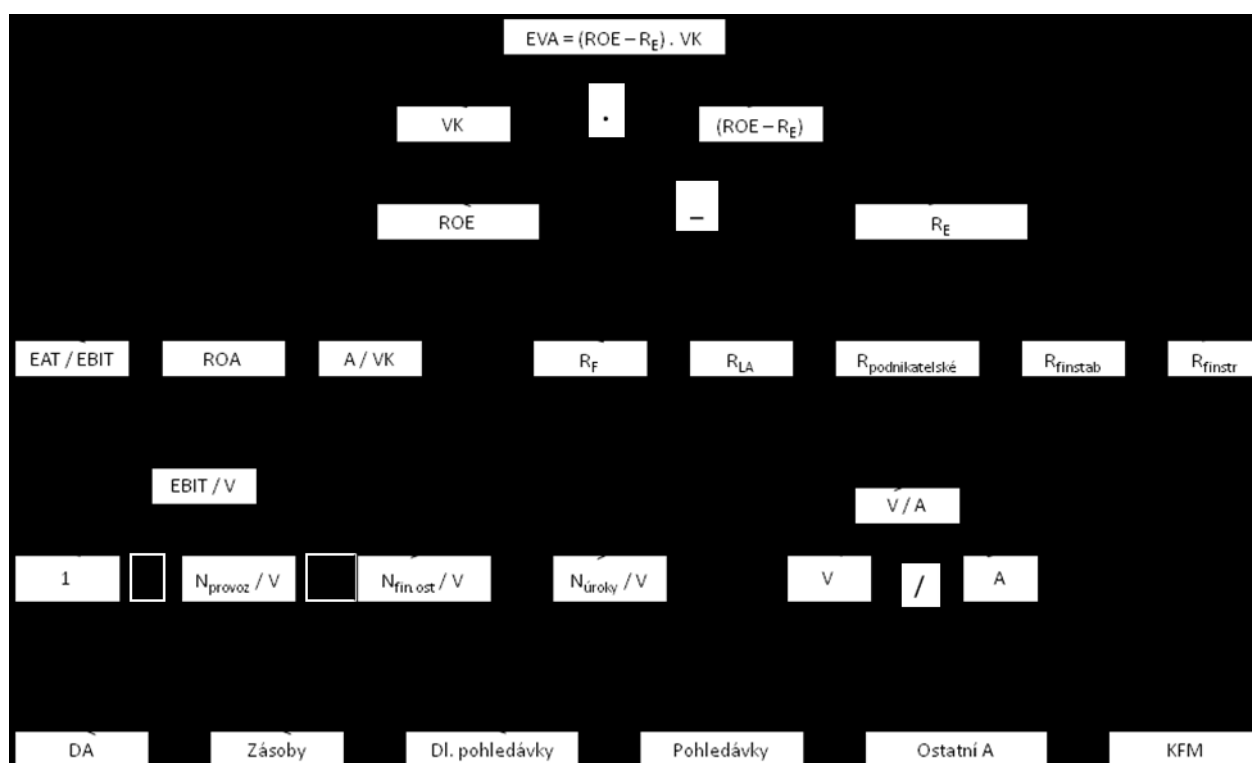 EVA = (ROE – R_E) . VK
VK . (ROE – R_E)
ROE – R_E
EAT / EBIT ROA A / VK R_F R_LA R_podnikatelské R_finstab R_finstr
EBIT / V
V / A
1 N_provoz / V N_fin.ost / V N_úroky / V V / A
DA Zásoby Dl. pohledávky Pohledávky Ostatní A KFM